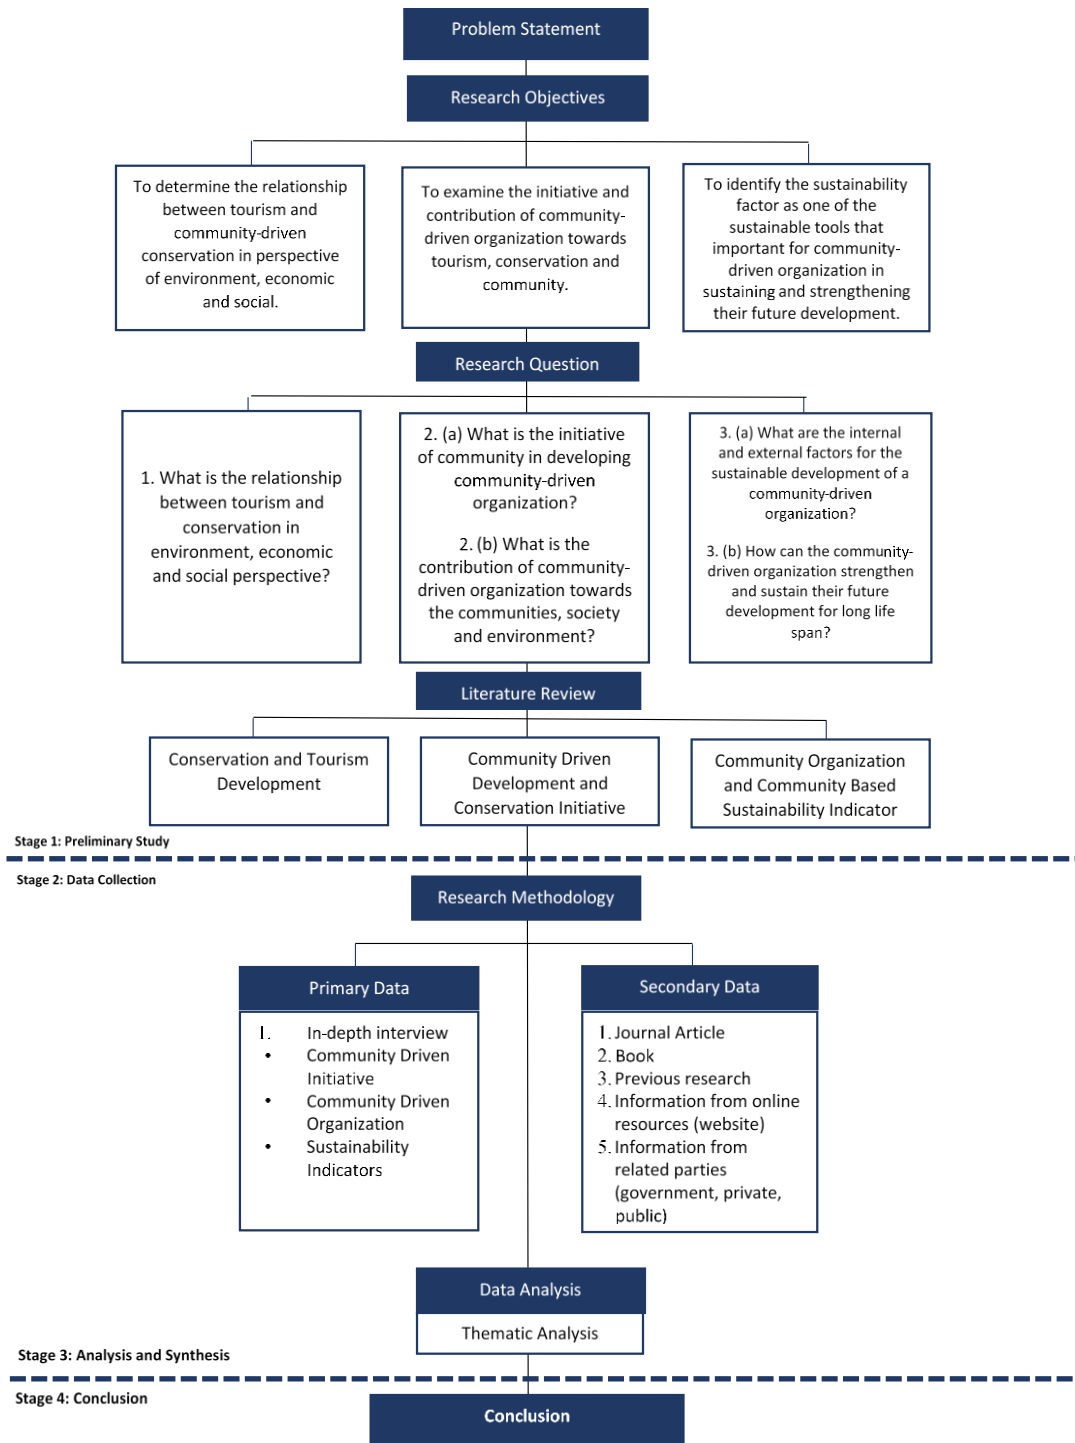 Problem Statement
Research Objectives
To determine the relationship
between tourism and
community-driven
conservation in perspective
of environment, economic
and social.
To examine the initiative and
contribution of community-
driven organization towards
tourism, conservation and
community.
To identify the sustainability
factor as one of the
sustainable tools that
important for community-
driven organization in
sustaining and strengthening
their future development.
Research Question
1. What is the relationship
between tourism and
conservation in
environment, economic
and social perspective?
2. (a) What is the initiative
of community in developing
community-driven
organization?
2. (b) What is the
contribution of community-
driven organization towards
the communities, society
and environment?
3. (a) What are the internal
and external factors for the
sustainable development of a
community-driven
organization?
3. (b) How can the community-
driven organization strengthen
and sustain their future
development for long life
span?
Literature Review
Conservation and Tourism
Development
Community Driven
Development and
Conservation Initiative
Community Organization
and Community Based
Sustainability Indicator
Stage 1: Preliminary Study
Stage 2: Data Collection
Research Methodology
Primary Data
1. In-depth interview
• Community Driven
Initiative
• Community Driven
Organization
• Sustainability
Indicators
Secondary Data
1. Journal Article
2. Book
3. Previous research
4. Information from online
resources (website)
5. Information from
related parties
(government, private,
public)
Data Analysis
Thematic Analysis
Stage 3: Analysis and Synthesis
Stage 4: Conclusion
Conclusion